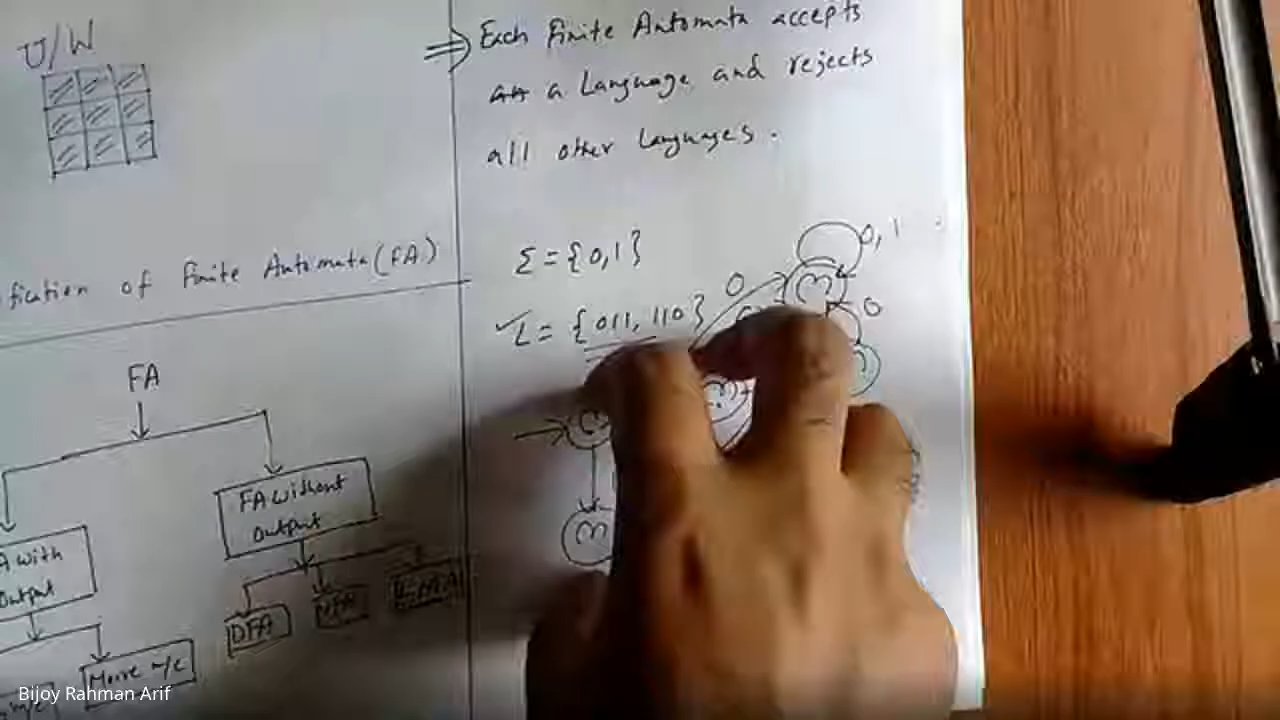 U/W
⇒ Each Finite Automata accepts
a Language and rejects
all other languages.
Σ = {0,1}
L = {011, 110}
0,1
0
0
ification of Finite Automata (FA)
FA
FA without
output
A with
output
DFA
Moore m/c
Bijoy Rahman Arif